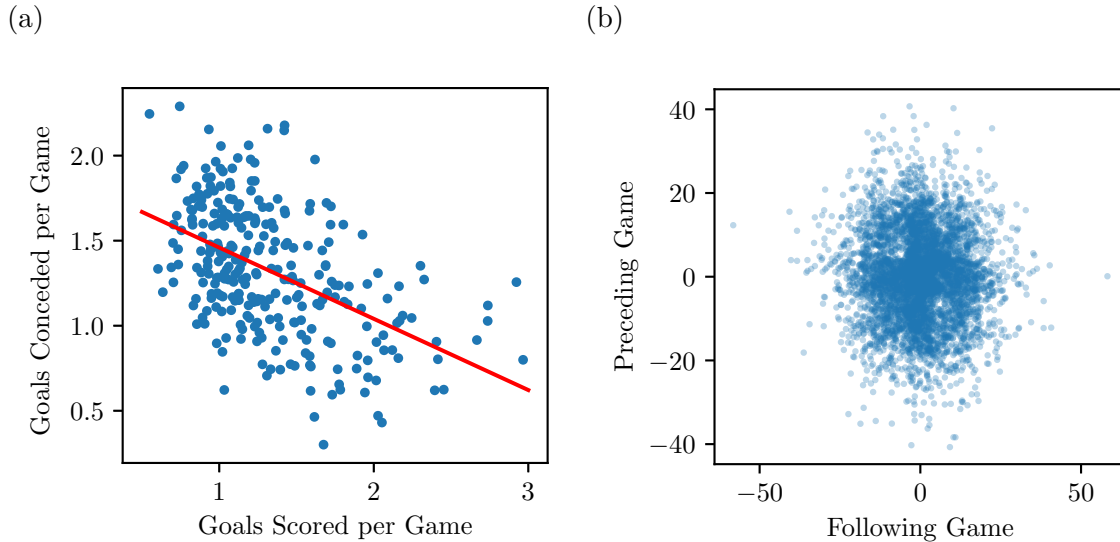 (a)
Goals Conceded per Game
2.0
1.5
1.0
0.5
1
2
3
Goals Scored per Game
(b)
Preceding Game
40
20
0
−20
−40
−50
0
50
Following Game